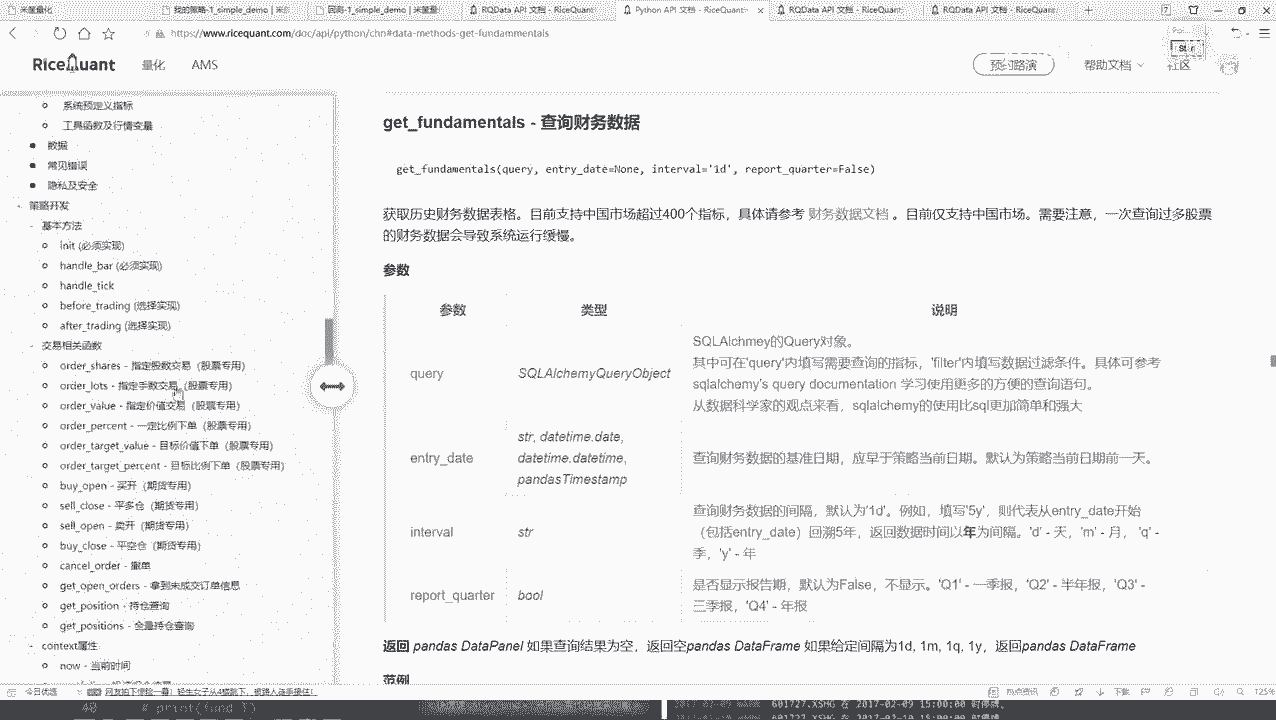 米筐量化
我的策略-1_simple_demo | 米筐
回测-1_simple_demo | 米筐量
RQData API 文档 - RiceQuant
Python API 文档 - RiceQuant
RQData API 文档 - RiceQuant
RQData API 文档 - RiceQuant
https://www.ricequant.com/doc/api/python/chn#data-methods-get-fundamentals
RiceQuant
量化
AMS
预约路演
帮助文档
社区
系统预定义指标
工具函数及行情变量
数据
常见错误
隐私及安全
策略开发
基本方法
init (必须实现)
handle_bar (必须实现)
handle_tick
before_trading (选择实现)
after_trading (选择实现)
交易相关函数
order_shares - 指定股数交易（股票专用）
order_lots - 指定手数交易（股票专用）
order_value - 指定价值交易（股票专用）
order_percent - 一定比例下单（股票专用）
order_target_value - 目标价值下单（股票专用）
order_target_percent - 目标比例下单（股票专用）
buy_open - 买开（期货专用）
sell_close - 平多仓（期货专用）
sell_open - 卖开（期货专用）
buy_close - 平空仓（期货专用）
cancel_order - 撤单
get_open_orders - 拿到未成交订单信息
get_position - 持仓查询
get_positions - 全量持仓查询
context属性
now - 当前时间
get_fundamentals - 查询财务数据
get_fundamentals(query, entry_date=None, interval='1d', report_quarter=False)
获取历史财务数据表格。目前支持中国市场超过400个指标，具体请参考 财务数据文档 。目前仅支持中国市场。需要注意，一次查询过多股票
的财务数据会导致系统运行缓慢。
参数
参数 类型 说明
query SQLAlchemyQueryObject
SQLAlchmey的Query对象。
其中可在'query'内填写需要查询的指标，'filter'内填写数据过滤条件。具体可参考
sqlalchemy's query documentation 学习使用更多的方便的查询语句。
从数据科学家的观点来看，sqlalchemy的使用比sql更加简单和强大
entry_date
str, datetime.date,
datetime.datetime,
pandasTimestamp
查询财务数据的基准日期，应早于策略当前日期。默认为策略当前日期前一天。
interval str
查询财务数据的间隔，默认为'1d'。例如，填写'5y'，则代表从entry_date开始
（包括entry_date）回溯5年，返回数据时间以年为间隔。'd' - 天，'m' - 月， 'q' -
季，'y' - 年
report_quarter bool
是否显示报告期，默认为False，不显示。'Q1' - 一季报，'Q2' - 半年报，'Q3' -
三季报，'Q4' - 年报
返回 pandas DataPanel 如果查询结果为空，返回空pandas DataFrame 如果给定间隔为1d, 1m, 1q, 1y，返回pandas DataFrame
范例
今日优选
热点资讯
下载
125%
40 # print(fund_1)
601727.XSHG 在 2017-02-09 15:00:00 时停牌。
601727.XSHG 在 2017-02-10 15:00:00 时停牌。